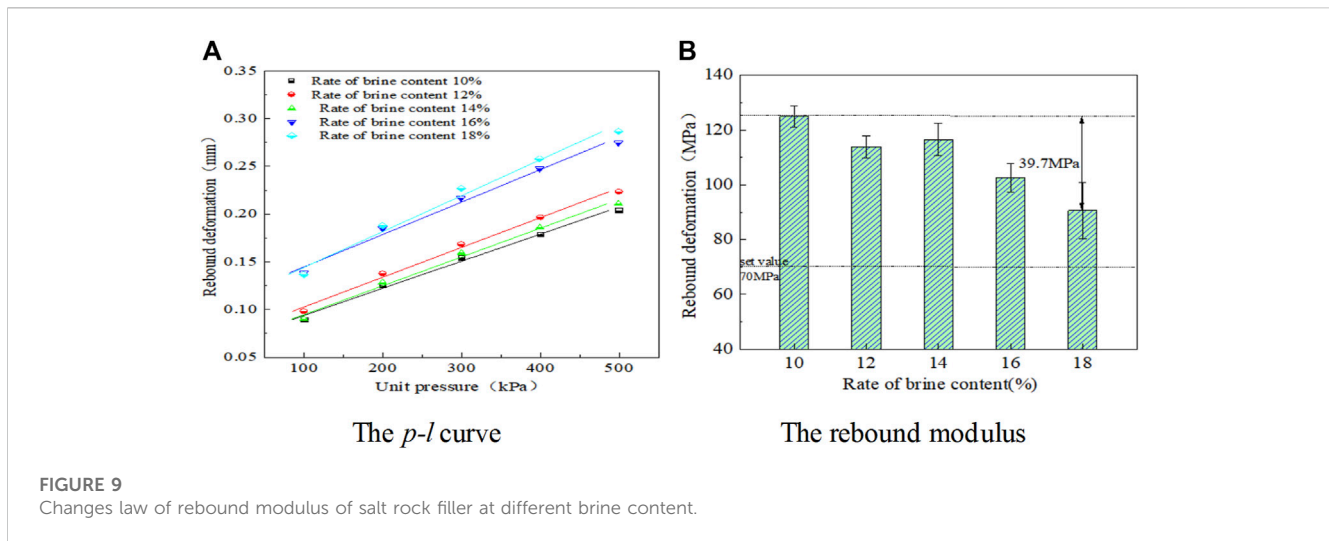 A
0.35
0.30
0.25
0.20
0.15
0.10
0.05
Rebound deformation（mm）
Rate of brine content 10%
Rate of brine content 12%
Rate of brine content 14%
Rate of brine content 16%
Rate of brine content 18%
100 200 300 400 500
Unit pressure（kPa）
The p-l curve
B
140
120
100
80
60
40
Rebound deformation（MPa）
39.7MPa
set value
70MPa
10 12 14 16 18
Rate of brine content(%)
The rebound modulus
FIGURE 9
Changes law of rebound modulus of salt rock filler at different brine content.